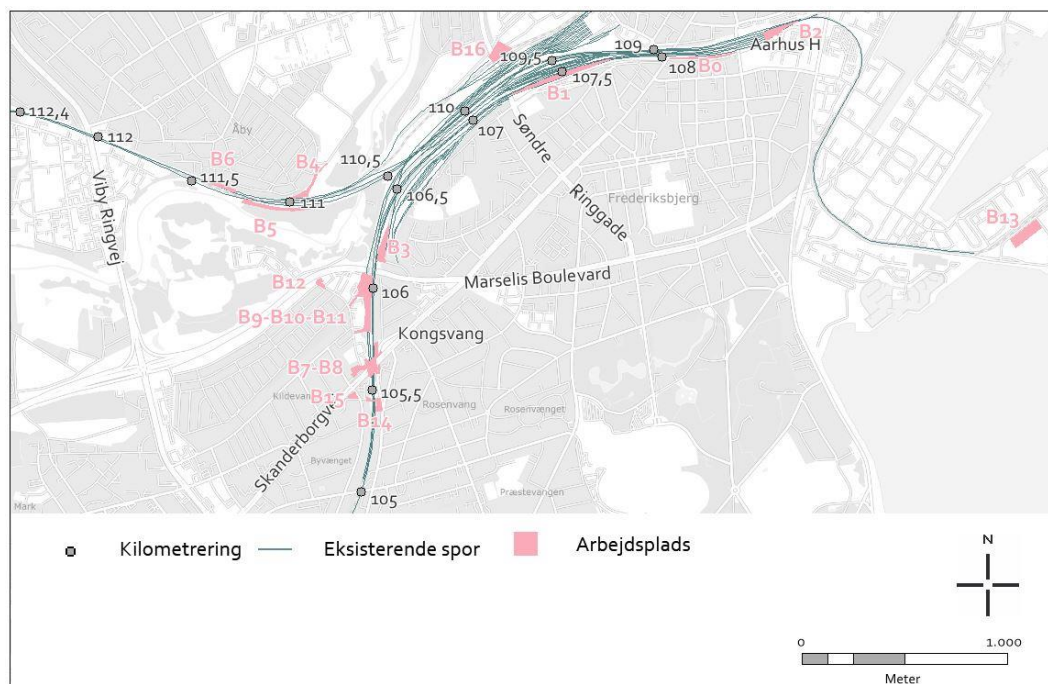 B16
109
Aarhus H
B2
109,5
108
B0
107,5
B1
112,4
110
107
112
Åby
Søndre
110,5
B6
B4
111,5
106,5
111
Ringgade
Frederiksbjerg
Viby Ringvej
B5
B13
B3
B12
Marselis Boulevard
106
B9-B10-B11
Kongsvang
B7-B8
105,5
B15
Rosenvang
Rosenvænget
B14
Skanderborgve
Byvænget
105
Præstevangen
Mark
Kilometrering
Eksisterende spor
Arbejdsplads
N
0
1.000
Meter